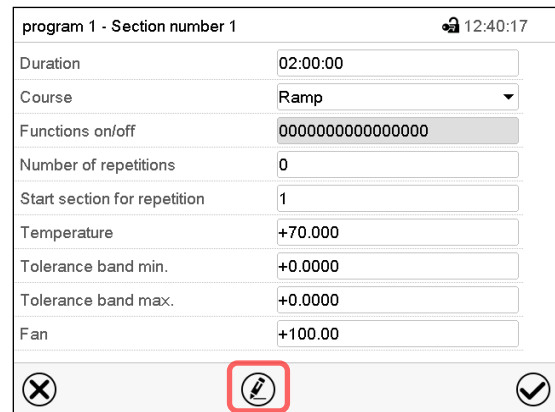 program 1 - Section number 1 12:40:17
Duration 02:00:00
Course Ramp
Functions on/off 0000000000000000
Number of repetitions 0
Start section for repetition 1
Temperature +70.000
Tolerance band min. +0.0000
Tolerance band max. +0.0000
Fan +100.00